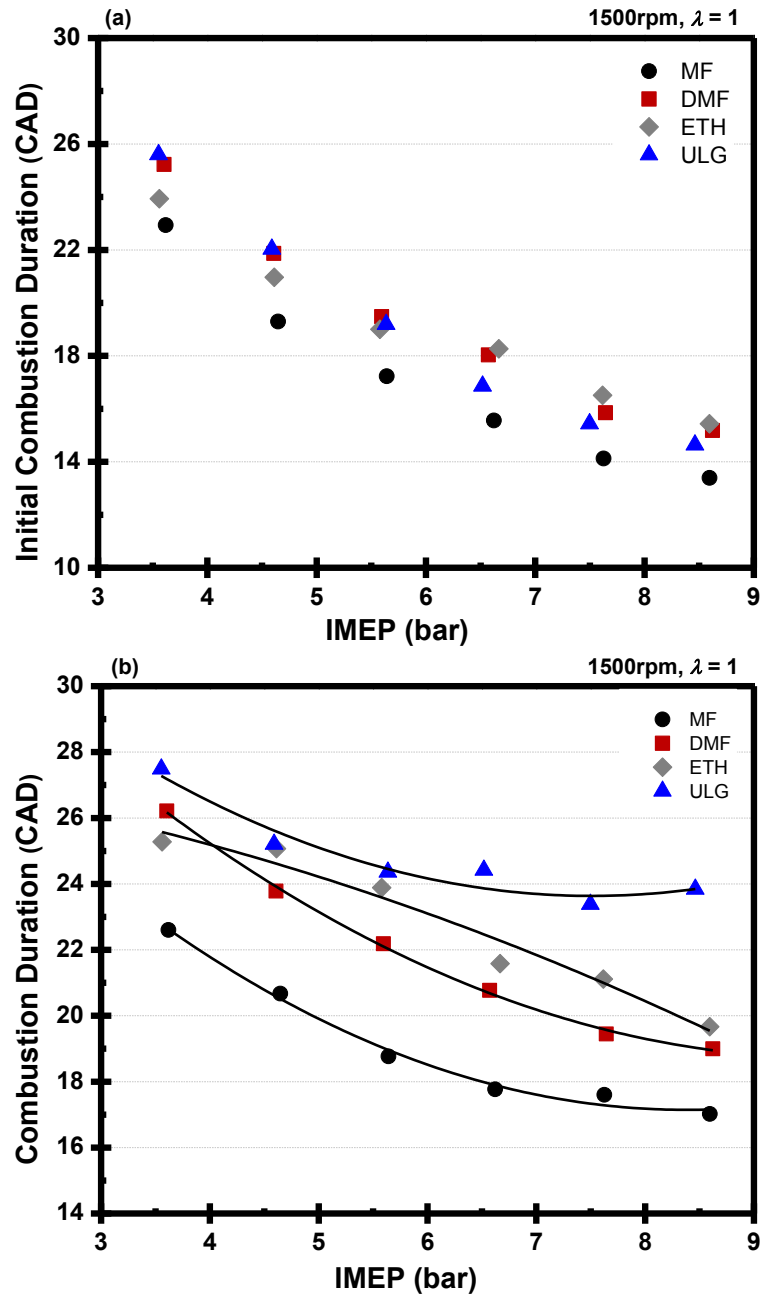 (a)
1500rpm, λ = 1
30
26
22
18
14
10
Initial Combustion Duration (CAD)
MF
DMF
ETH
ULG
3 4 5 6 7 8 9
IMEP (bar)
(b)
1500rpm, λ = 1
30
28
26
24
22
20
18
16
14
Combustion Duration (CAD)
MF
DMF
ETH
ULG
3 4 5 6 7 8 9
IMEP (bar)